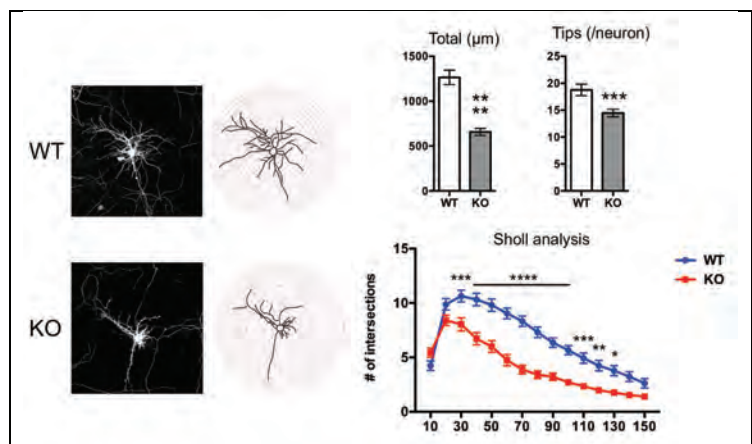 Total (μm)
1500
1000
500
0
**
**
WT KO
Tips (/neuron)
25
20
15
10
5
0
***
WT KO
WT
KO
Sholl analysis
# of intersections
15
10
5
0
*** **** *** ** *
10 30 50 70 90 110 130 150
WT
KO